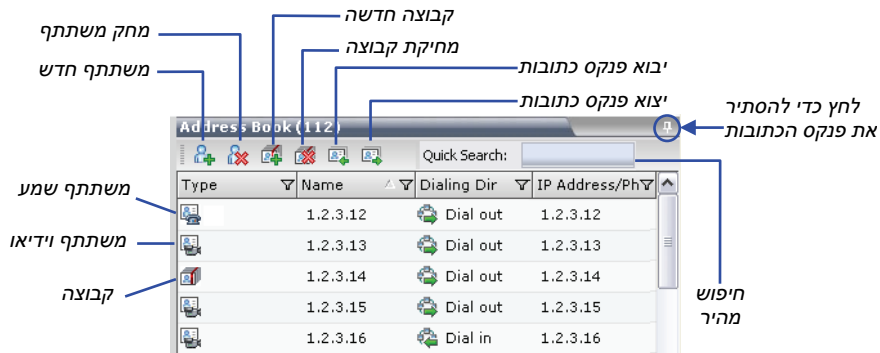 קבוצה חדשה
מחק משתתף
מחיקת קבוצה
משתתף חדש
יבוא פנקס כתובות
יצוא פנקס כתובות
לחץ כדי להסתיר
את פנקס הכתובות
Address Book (112)
Quick Search:
Type Name Dialing Dir IP Address/Ph
משתתף שמע
1.2.3.12 Dial out 1.2.3.12
משתתף וידיאו
1.2.3.13 Dial out 1.2.3.13
קבוצה
1.2.3.14 Dial out 1.2.3.14
חיפוש
מהיר
1.2.3.15 Dial out 1.2.3.15
1.2.3.16 Dial in 1.2.3.16